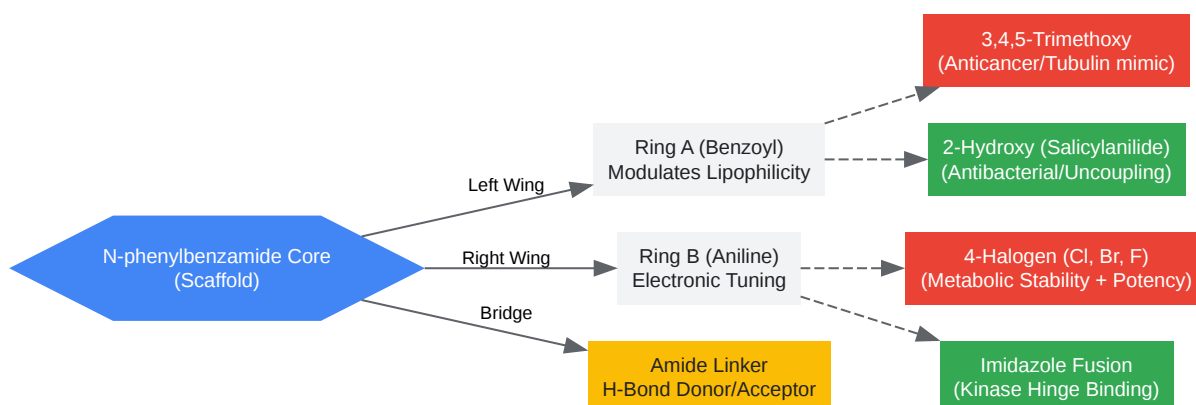 N-phenylbenzamide Core
(Scaffold)
Left Wing
Right Wing
Bridge
Ring A (Benzoyl)
Modulates Lipophilicity
Ring B (Aniline)
Electronic Tuning
Amide Linker
H-Bond Donor/Acceptor
3,4,5-Trimethoxy
(Anticancer/Tubulin mimic)
2-Hydroxy (Salicylanilide)
(Antibacterial/Uncoupling)
4-Halogen (Cl, Br, F)
(Metabolic Stability + Potency)
Imidazole Fusion
(Kinase Hinge Binding)